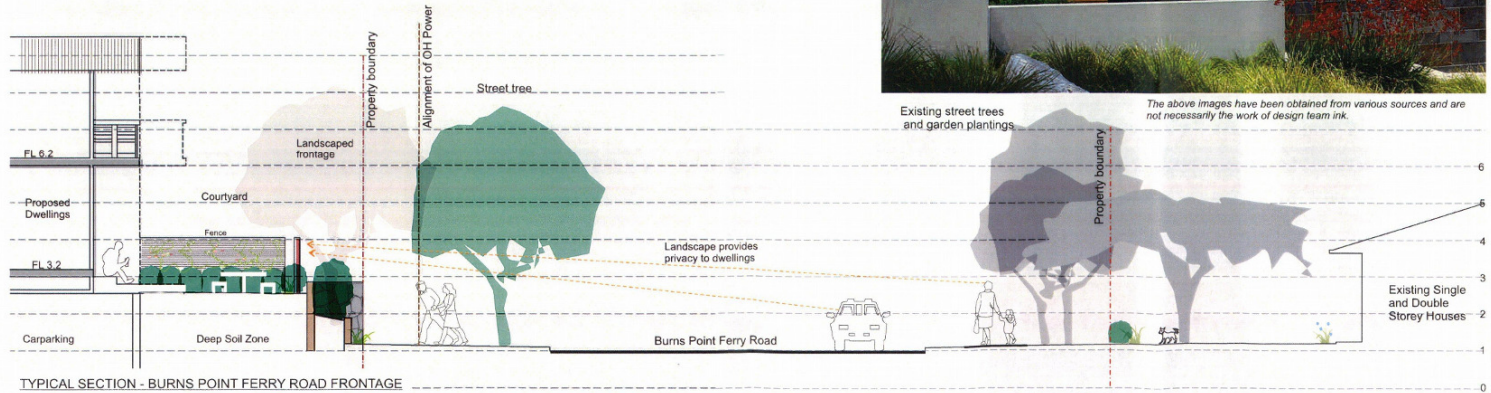 The above images have been obtained from various sources and are
not necessarily the work of design team ink.
Property boundary
Alignment of OH Power
Street tree
Existing street trees
and garden plantings
Landscaped
frontage
Property boundary
FL 6.2
Courtyard
Proposed
Dwellings
Fence
Landscape provides
privacy to dwellings
FL 3.2
6
5
4
3
2
1
0
Existing Single
and Double
Storey Houses
Carparking
Deep Soil Zone
Burns Point Ferry Road
TYPICAL SECTION - BURNS POINT FERRY ROAD FRONTAGE